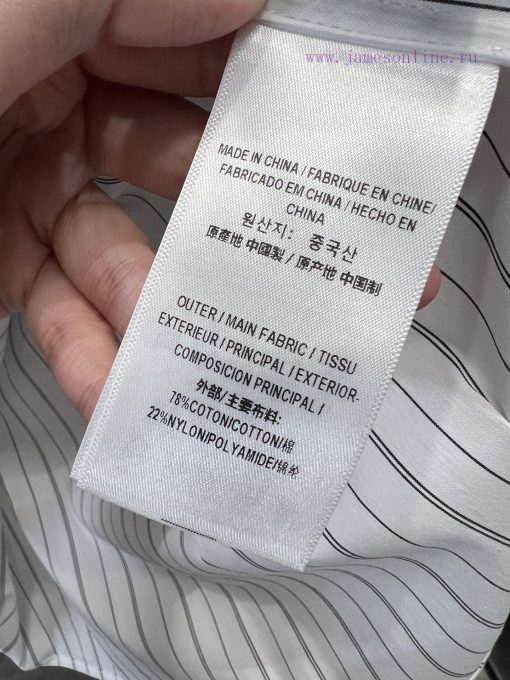 www.jamesonline.ru
MADE IN CHINA / FABRIQUE EN CHINE/
FABRICADO EM CHINA / HECHO EN
CHINA
원산지: 중국산
原產地 中國製 / 原产地 中国制
OUTER / MAIN FABRIC / TISSU
EXTERIEUR / PRINCIPAL / EXTERIOR-
COMPOSICION PRINCIPAL /
外部/主要布料:
78%COTON/COTTON/棉
22%NYLON/POLYAMIDE/锦纶